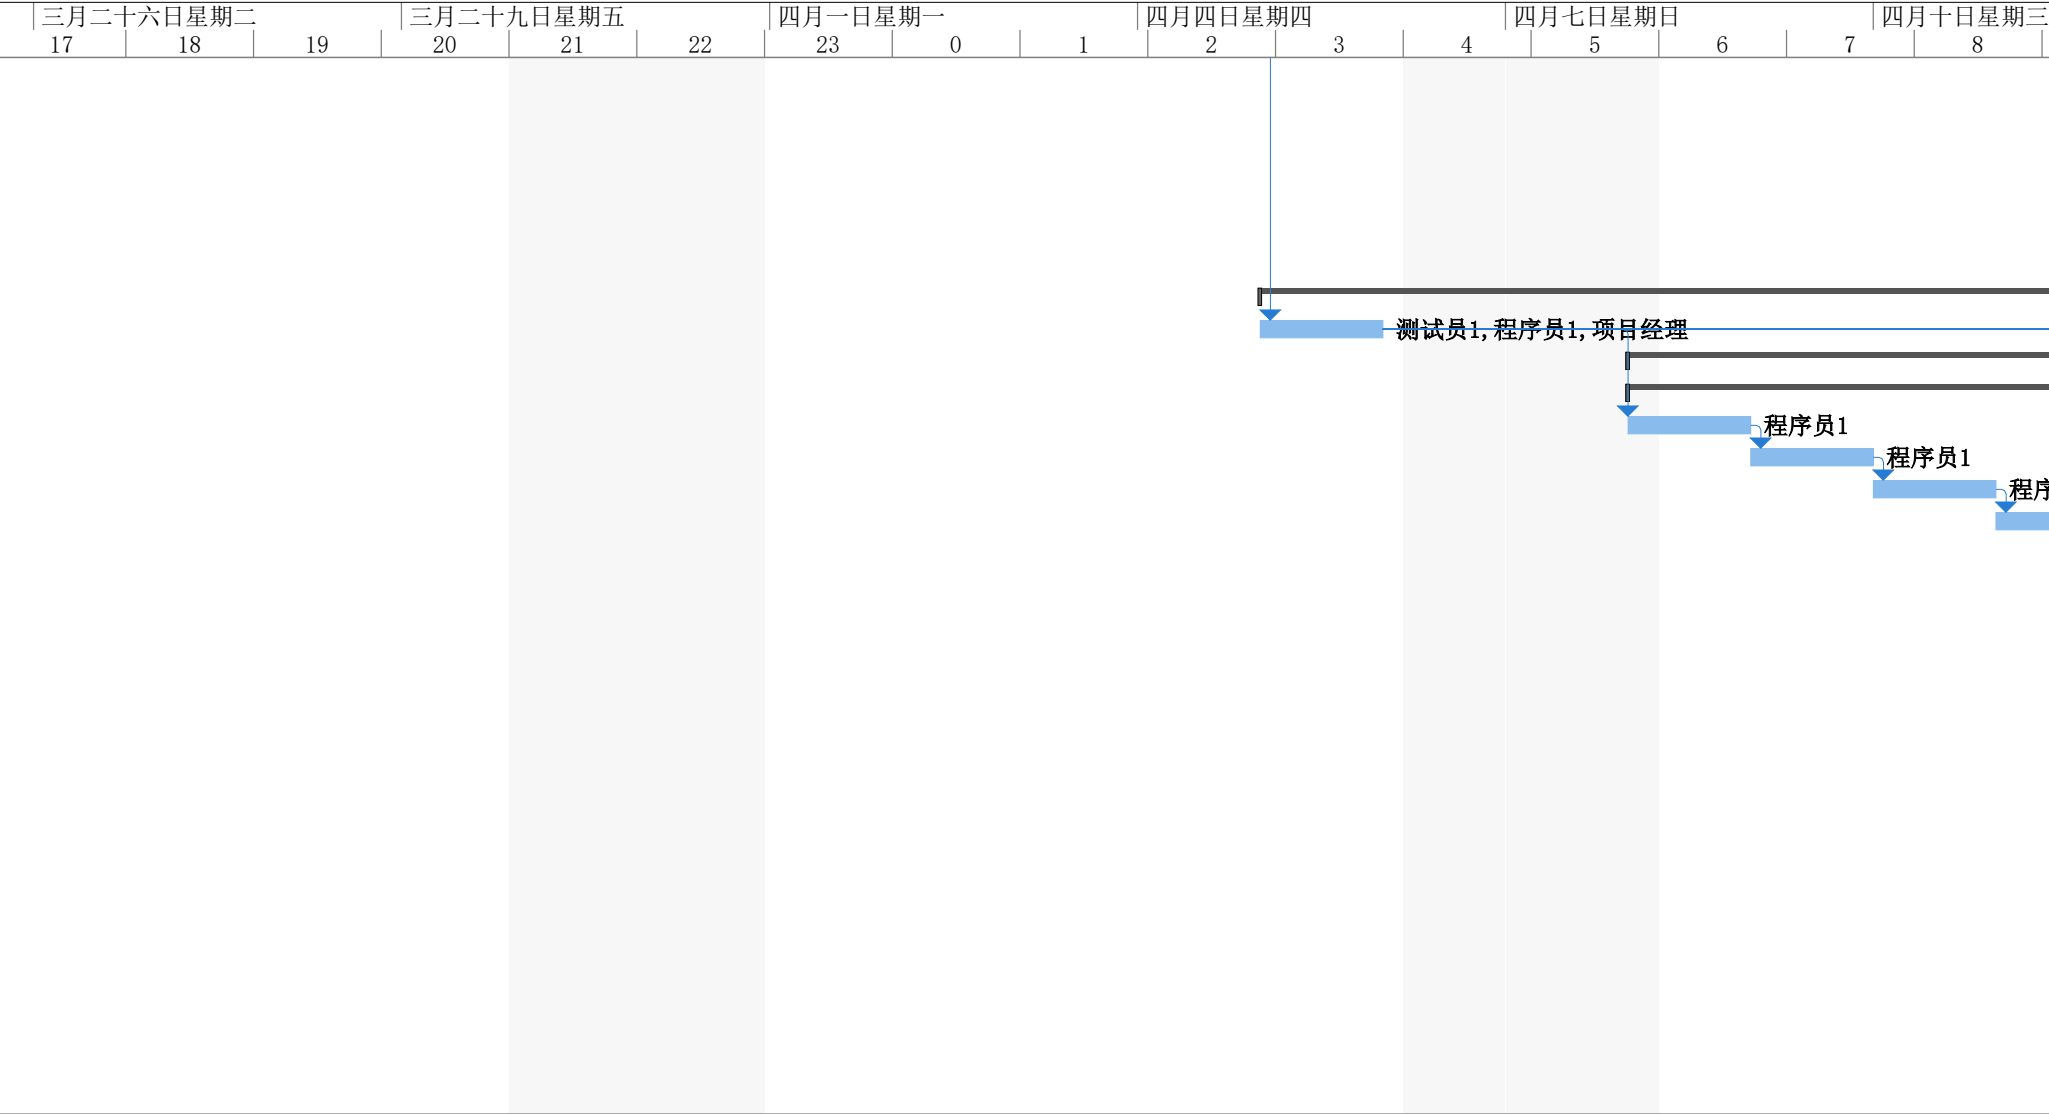 三月二十六日星期二 三月二十九日星期五 四月一日星期一 四月四日星期四 四月七日星期日 四月十日星期三
17 18 19 20 21 22 23 0 1 2 3 4 5 6 7 8
测试员1,程序员1,项目经理
程序员1
程序员1
程序